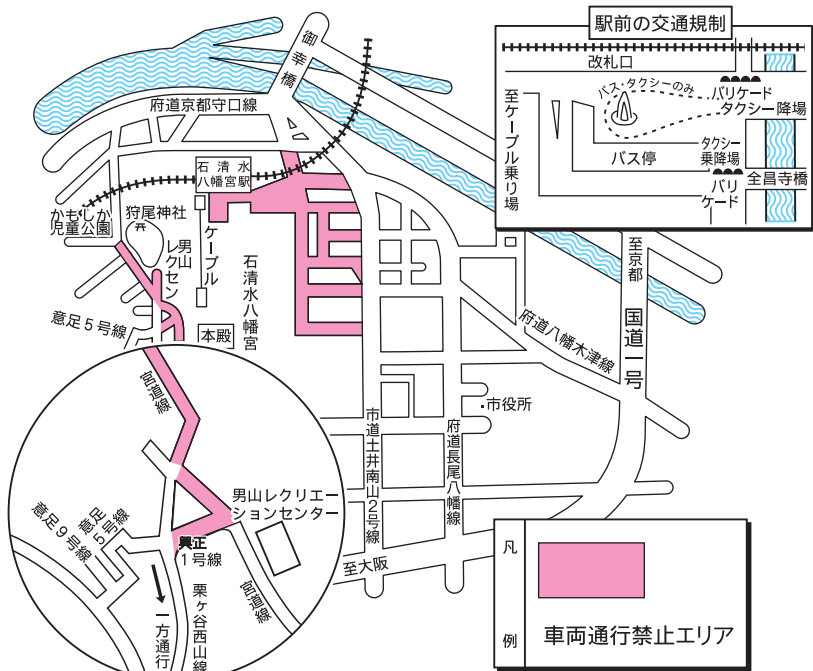 駅前の交通規制
改札口
バス・タクシーのみ
バリケード
タクシー降場
至ケーブル乗り場
タクシー
乗降場
バス停
全昌寺橋
バリ
ケード
御幸橋
府道京都守口線
石清水
八幡宮駅
かもしか
児童公園
狩尾神社
男山
レクセン
ケーブル
石清水八幡宮
至京都
国道一号
意足5号線
本殿
府道八幡木津線
宮道線
市役所
市道土井南山2号線
府道長尾八幡線
男山レクリエー
ションセンター
意足9号線
意足
5号線
興正
1号線
至大阪
宮道線
栗ヶ谷西山線
一方通行
凡例
車両通行禁止エリア